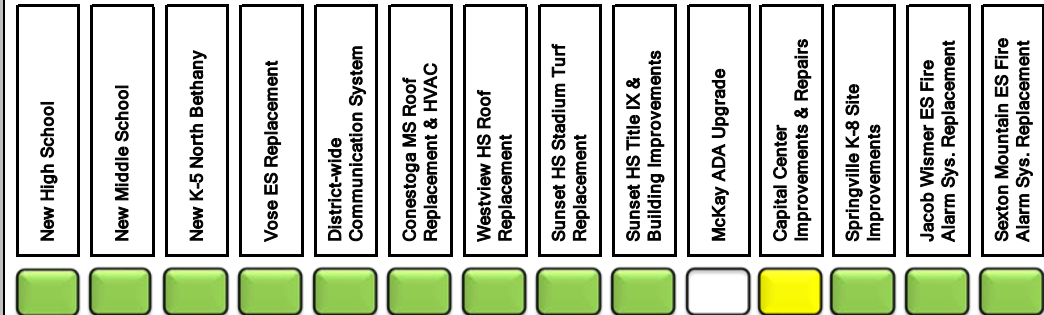 New High School
New Middle School
New K-5 North Bethany
Vose ES Replacement
District-wide
Communication System
Conestoga MS Roof
Replacement & HVAC
Westview HS Roof
Replacement
Sunset HS Stadium Turf
Replacement
Sunset HS Title IX &
Building Improvements
McKay ADA Upgrade
Capital Center
Improvements & Repairs
Springville K-8 Site
Improvements
Jacob Wismer ES Fire
Alarm Sys. Replacement
Sexton Mountain ES Fire
Alarm Sys. Replacement